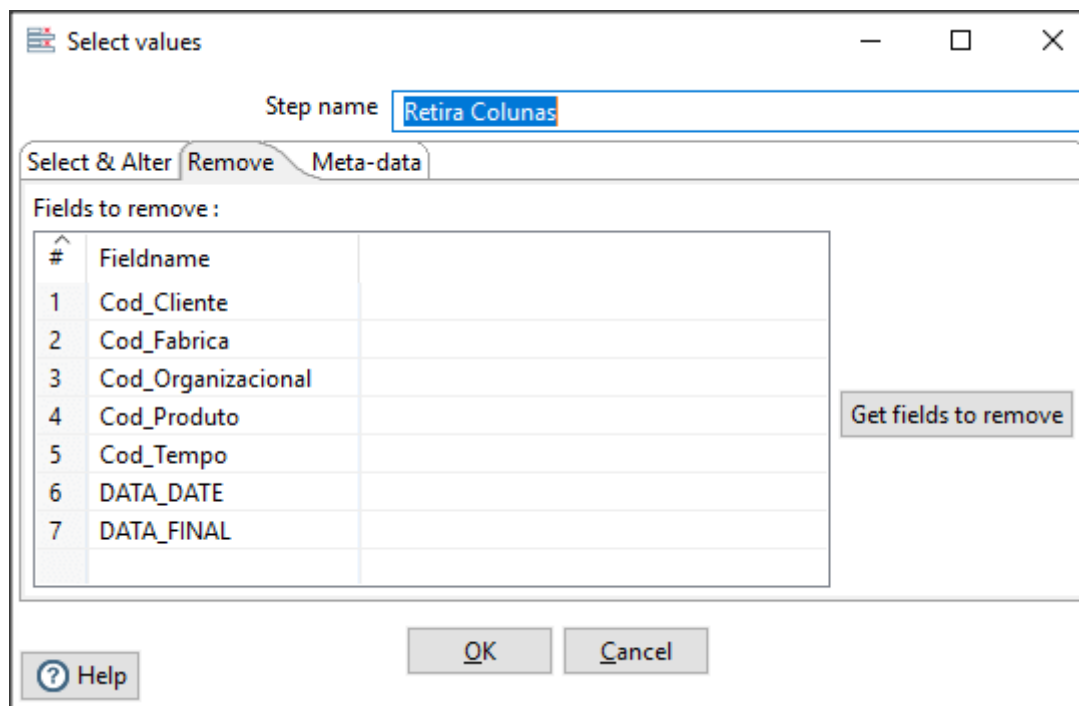 Select values
Step name Retira Colunas
Select & Alter Remove Meta-data
Fields to remove :
# Fieldname
1 Cod_Cliente
2 Cod_Fabrica
3 Cod_Organizacional
4 Cod_Produto
5 Cod_Tempo
6 DATA_DATE
7 DATA_FINAL
Get fields to remove
OK Cancel
? Help